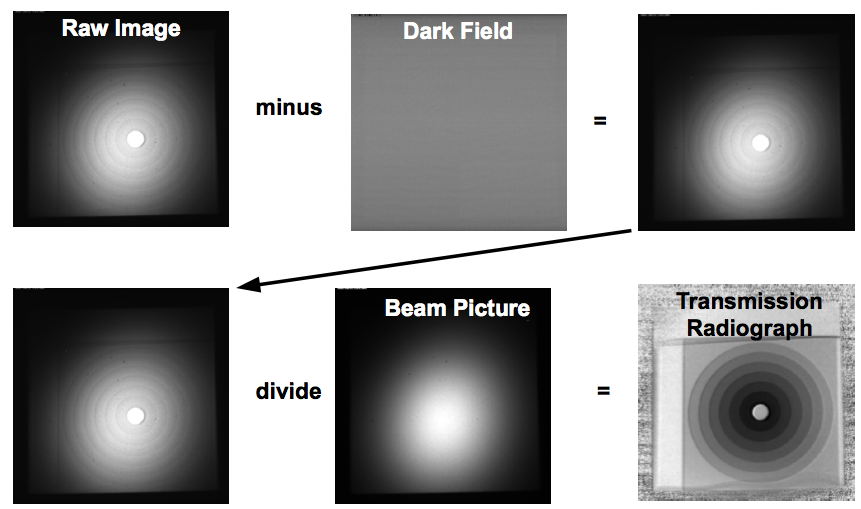 Raw Image
minus
Dark Field
=
divide
Beam Picture
=
Transmission
Radiograph